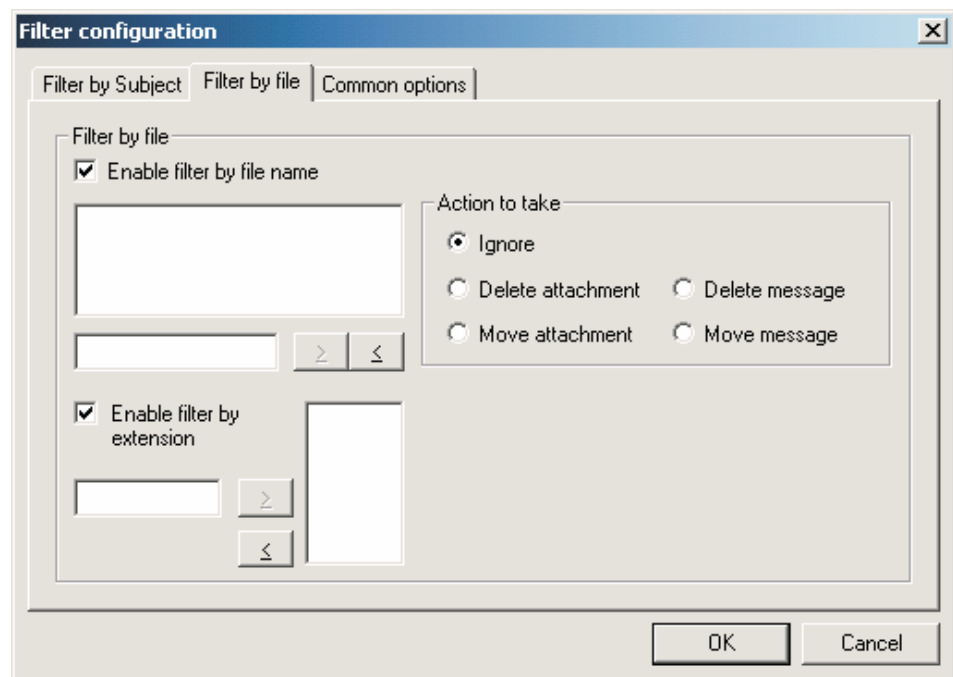 Filter configuration
Filter by Subject
Filter by file
Common options
Filter by file
Enable filter by file name
Action to take
Ignore
Delete attachment
Delete message
Move attachment
Move message
>
<
Enable filter by
extension
>
<
OK
Cancel